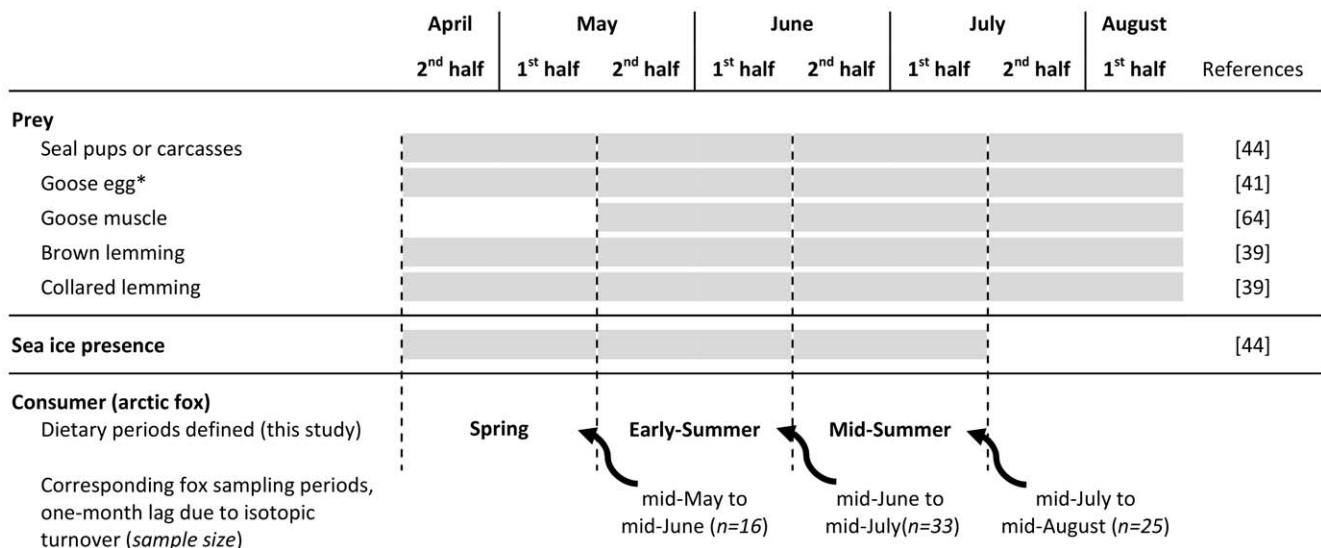 April May June July August
2nd half 1st half 2nd half 1st half 2nd half 1st half 2nd half 1st half References
Prey
Seal pups or carcasses [44]
Goose egg* [41]
Goose muscle [64]
Brown lemming [39]
Collared lemming [39]
Sea ice presence [44]
Consumer (arctic fox)
Dietary periods defined (this study) Spring Early-Summer Mid-Summer
Corresponding fox sampling periods,
one-month lag due to isotopic
turnover (sample size)
mid-May to
mid-June (n=16)
mid-June to
mid-July(n=33)
mid-July to
mid-August (n=25)